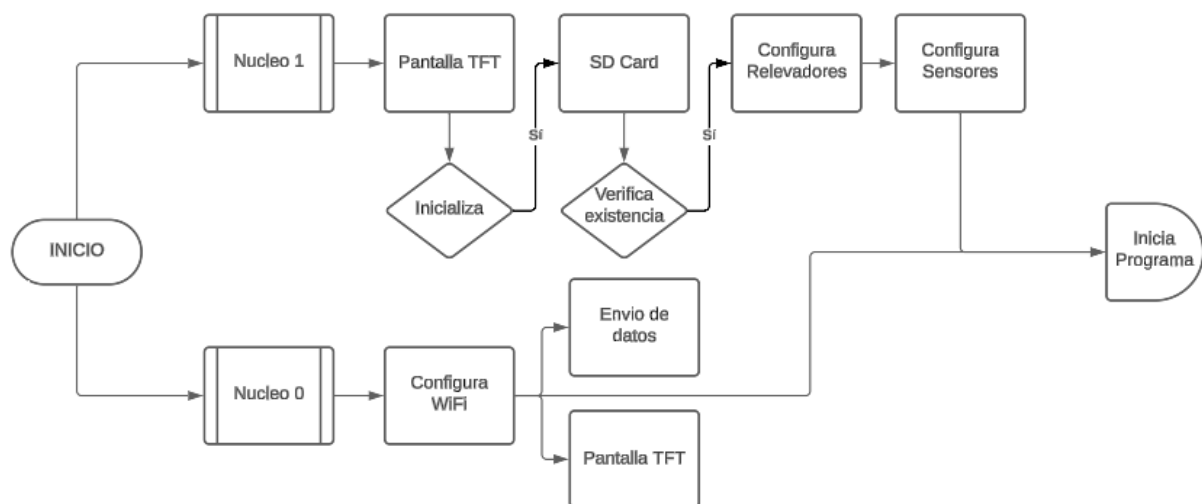 Nucleo 1
Pantalla TFT
SD Card
Configura
Relevadores
Configura
Sensores
Sí
Sí
Inicializa
Verifica
existencia
INICIO
Inicia
Programa
Envio de
datos
Nucleo 0
Configura
WiFi
Pantalla TFT